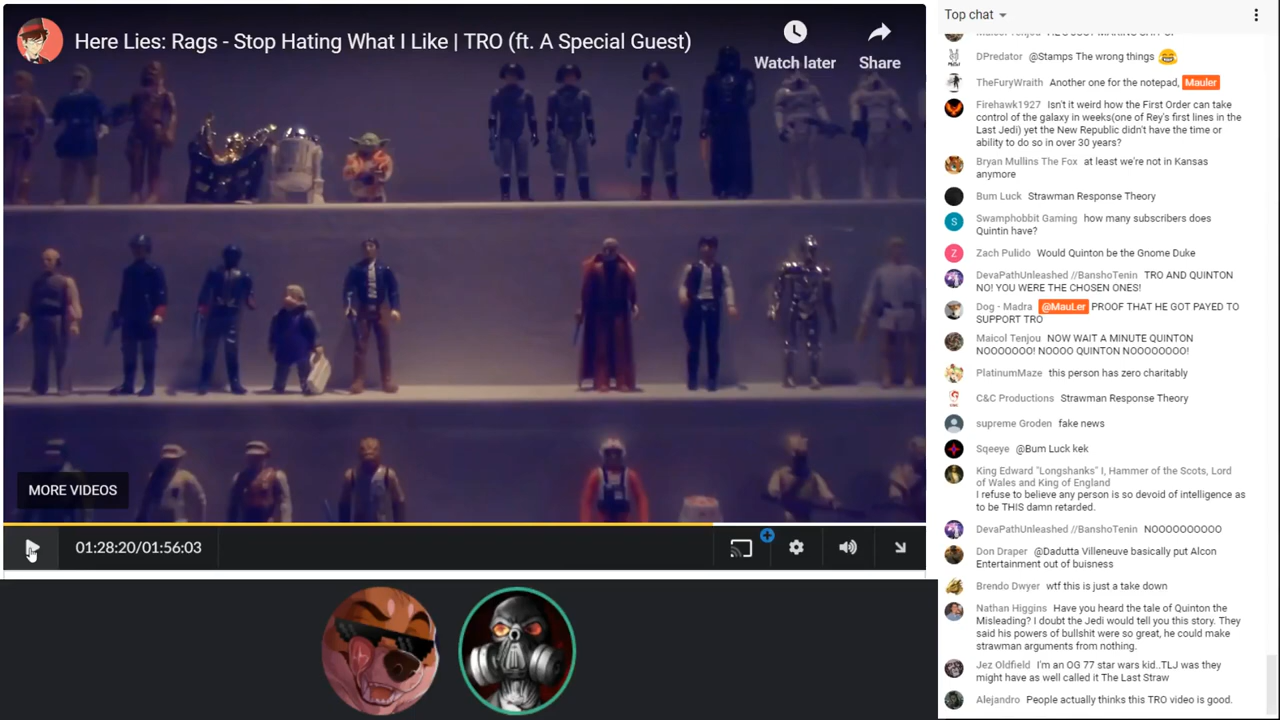 Here Lies: Rags - Stop Hating What I Like | TRO (ft. A Special Guest)
Watch later
Share
MORE VIDEOS
01:28:20/01:56:03
Top chat
DPredator @Stamps The wrong things
TheFuryWraith Another one for the notepad, Mauler
Firehawk1927 Isn't it weird how the First Order can take
control of the galaxy in weeks(one of Rey's first lines in the
Last Jedi) yet the New Republic didn't have the time or
ability to do so in over 30 years?
Bryan Mullins The Fox at least we're not in Kansas
anymore
Bum Luck Strawman Response Theory
S
Swamphobbit Gaming how many subscribers does
Quintin have?
Z
Zach Pulido Would Quinton be the Gnome Duke
DevaPathUnleashed //BanshoTenin TRO AND QUINTON
NO! YOU WERE THE CHOSEN ONES!
Dog - Madra @MauLer PROOF THAT HE GOT PAYED TO
SUPPORT TRO
Maicol Tenjou NOW WAIT A MINUTE QUINTON
NOOOOOOO! NOOOO QUINTON NOOOOOOOO!
PlatinumMaze this person has zero charitably
C&C Productions Strawman Response Theory
supreme Groden fake news
Sqeeye @Bum Luck kek
King Edward "Longshanks" I, Hammer of the Scots, Lord
of Wales and King of England
I refuse to believe any person is so devoid of intelligence as
to be THIS damn retarded.
DevaPathUnleashed //BanshoTenin NOOOOOOOOO
Don Draper @Dadutta Villeneuve basically put Alcon
Entertainment out of buisness
Brendo Dwyer wtf this is just a take down
Nathan Higgins Have you heard the tale of Quinton the
Misleading? I doubt the Jedi would tell you this story. They
said his powers of bullshit were so great, he could make
strawman arguments from nothing.
Jez Oldfield I'm an OG 77 star wars kid..TLJ was they
might have as well called it The Last Straw
Alejandro People actually thinks this TRO video is good.